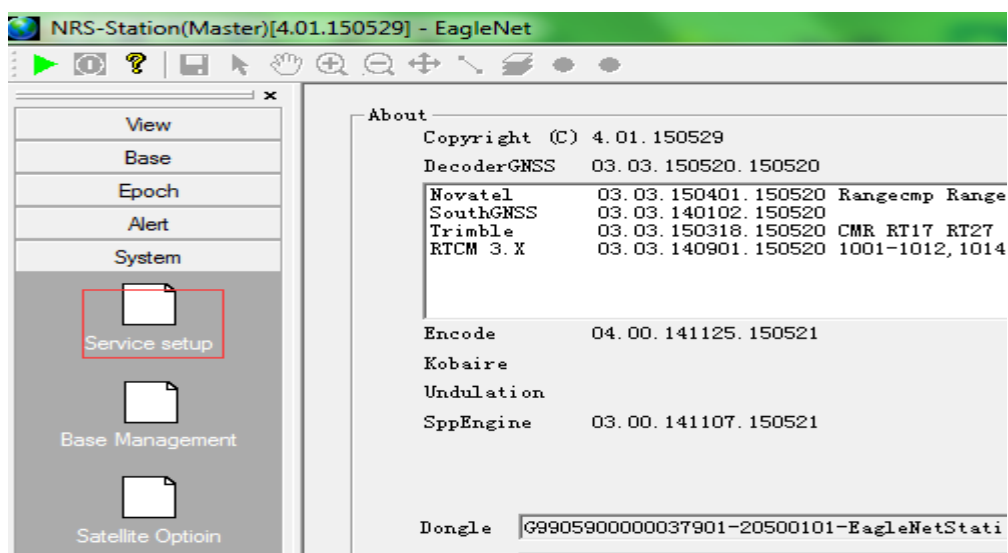 NRS-Station(Master)[4.01.150529] - EagleNet
View
Base
Epoch
Alert
System
Service setup
Base Management
Satellite Optioin
About
Copyright (C) 4.01.150529
DecoderGNSS 03.03.150520.150520
Novatel 03.03.150401.150520 Rangecmp Range
SouthGNSS 03.03.140102.150520
Trimble 03.03.150318.150520 CMR RT17 RT27
RTCM 3.X 03.03.140901.150520 1001-1012,1014
Encode 04.00.141125.150521
Kobaire
Undulation
SppEngine 03.00.141107.150521
Dongle G9905900000037901-20500101-EagleNetStati